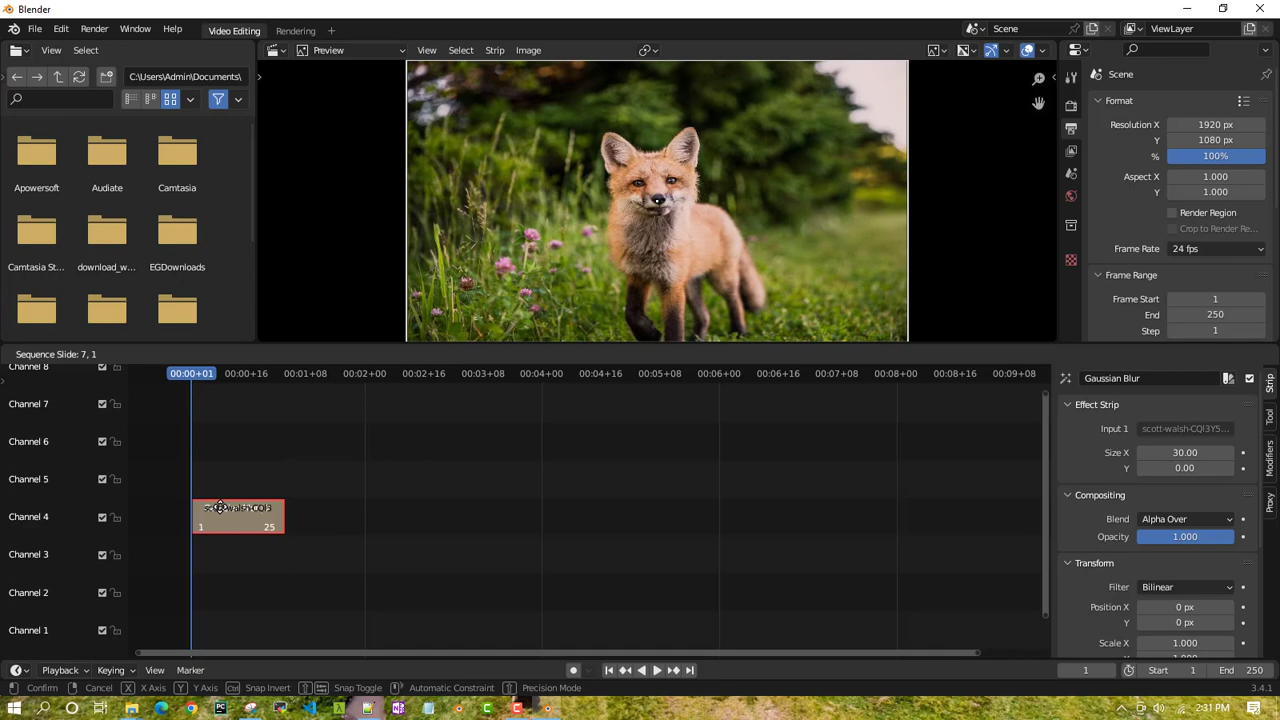 Blender
File Edit Render Window Help Video Editing Rendering + Scene ViewLayer
View Select Preview View Select Strip Image
C:\Users\Admin\Documents\ Scene
Format
Resolution X 1920 px
Y 1080 px
% 100%
Aspect X 1.000
Y 1.000
Render Region
Crop to Render Re...
Frame Rate 24 fps
Frame Range
Frame Start 1
End 250
Step 1
Apowersoft Audiate Camtasia
Camtasia St... download_w... EGDownloads
Sequence Slide: 7, 1
00:00+01 00:00+16 00:01+08 00:02+00 00:02+16 00:03+08 00:04+00 00:04+16 00:05+08 00:06+00 00:06+16 00:07+08 00:08+00 00:08+16 00:09+08
Channel 8
Channel 7
Channel 6
Channel 5
Channel 4
1 25
Channel 3
Channel 2
Channel 1
Gaussian Blur
Effect Strip
Input 1 scott-walsh-CQl3Y5...
Size X 30.00
Y 0.00
Compositing
Blend Alpha Over
Opacity 1.000
Transform
Filter Bilinear
Position X 0 px
Y 0 px
Scale X 1.000
Strip
Tool
Modifiers
Proxy
Playback Keying View Marker 1 Start 1 End 250
Confirm Cancel X X Axis Y Y Axis Ctrl Snap Invert Snap Toggle Automatic Constraint Precision Mode
2:31 PM